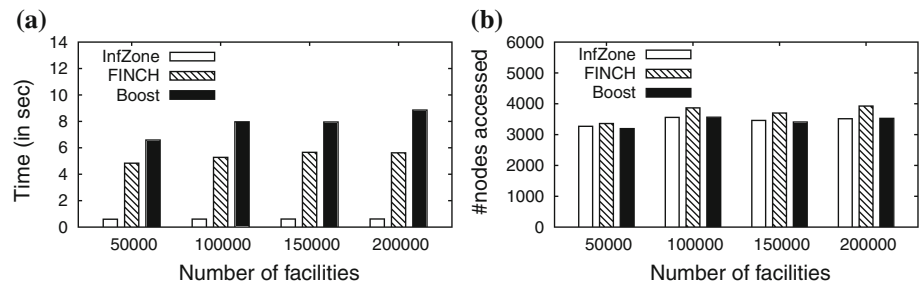 (a)
Time (in sec)
14
12
10
8
6
4
2
0
InfZone
FINCH
Boost
50000 100000 150000 200000
Number of facilities
(b)
#nodes accessed
6000
5000
4000
3000
2000
1000
0
InfZone
FINCH
Boost
50000 100000 150000 200000
Number of facilities